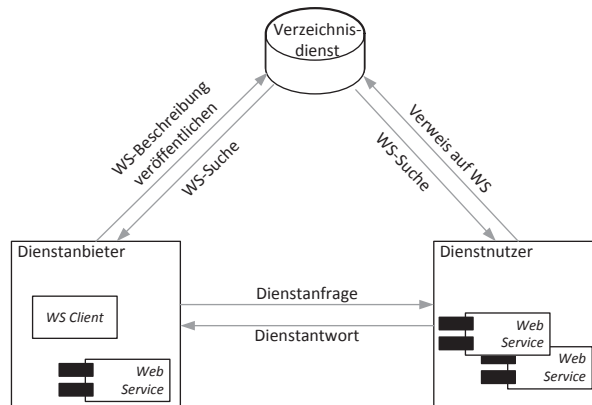 Verzeichnis-
dienst
WS-Beschreibung
veröffentlichen
WS-Suche
WS-Suche
Verweis auf WS
Dienstanbieter
Dienstnutzer
WS Client
Dienstanfrage
Dienstantwort
Web
Service
Web
Service
Web
Service